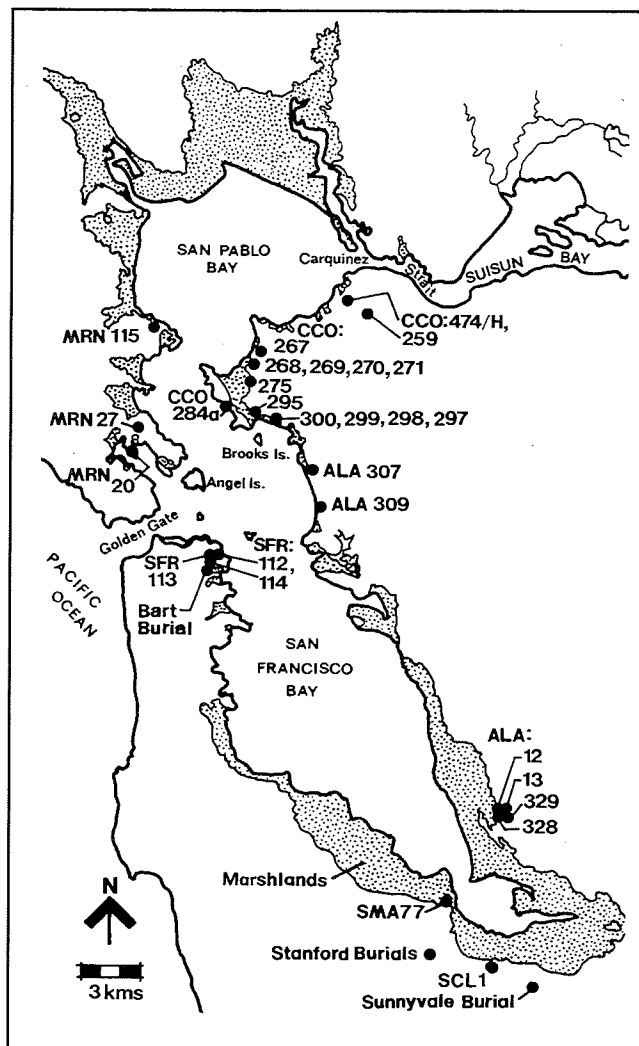 SAN PABLO
BAY
Carquinez
Strait
SUISUN BAY
CCO:474/H,
259
CCO:
267
268, 269, 270, 271
275
295
300, 299, 298, 297
MRN 115
CCO
284a
MRN 27
MRN
20
Brooks Is.
Angel Is.
ALA 307
ALA 309
Golden Gate
PACIFIC
OCEAN
SFR
113
SFR:
112,
114
Bart
Burial
SAN
FRANCISCO
BAY
ALA:
12
13
329
328
Marshlands
SMA77
Stanford Burials
SCL1
Sunnyvale Burial
N
3 kms